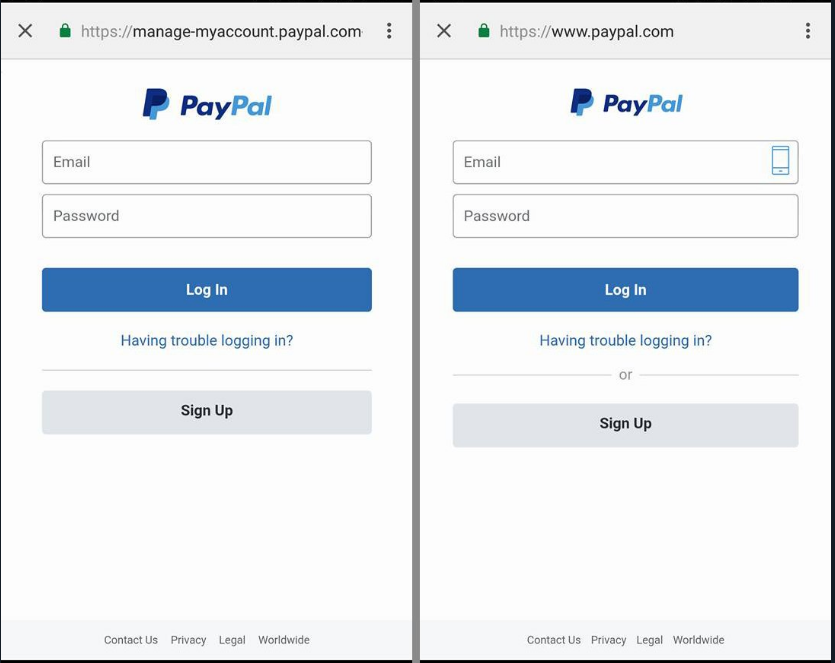 https://manage-myaccount.paypal.com
PayPal
Email
Password
Log In
Having trouble logging in?
Sign Up
Contact Us Privacy Legal Worldwide
https://www.paypal.com
PayPal
Email
Password
Log In
Having trouble logging in?
or
Sign Up
Contact Us Privacy Legal Worldwide